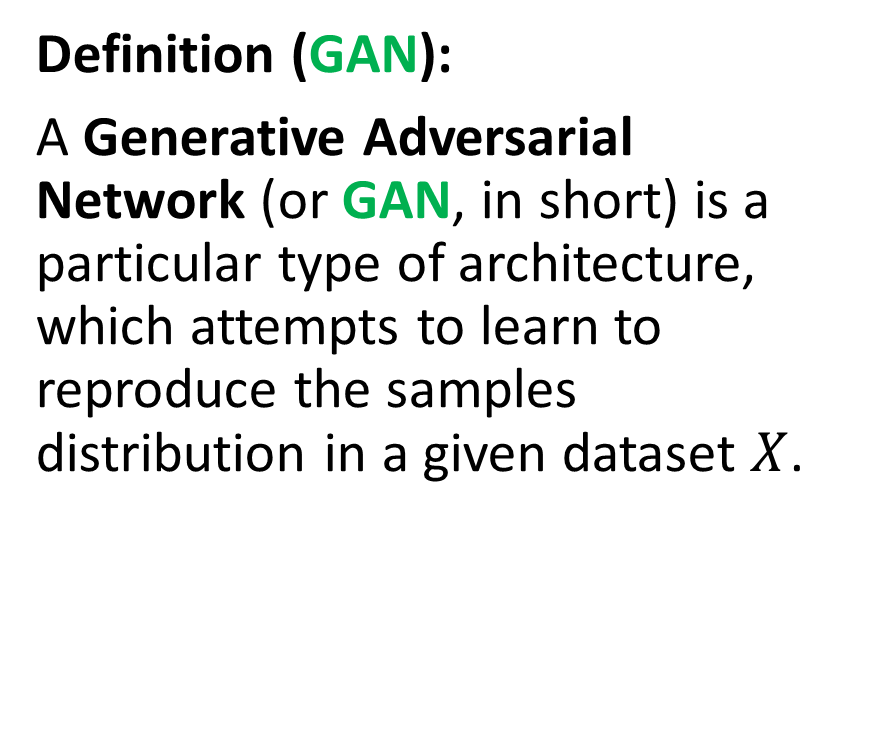 Definition (GAN):
A Generative Adversarial
Network (or GAN, in short) is a
particular type of architecture,
which attempts to learn to
reproduce the samples
distribution in a given dataset X.